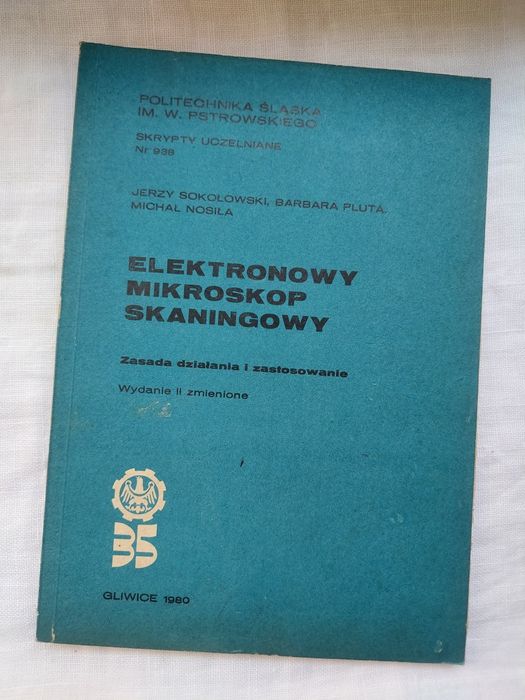 POLITECHNIKA ŚLĄSKA
IM. W. PSTROWSKIEGO
SKRYPTY UCZELNIANE
Nr 938
JERZY SOKOŁOWSKI, BARBARA PLUTA,
MICHAŁ NOSIŁA
ELEKTRONOWY
MIKROSKOP
SKANINGOWY
Zasada działania i zastosowanie
Wydanie II zmienione
35
GLIWICE 1980